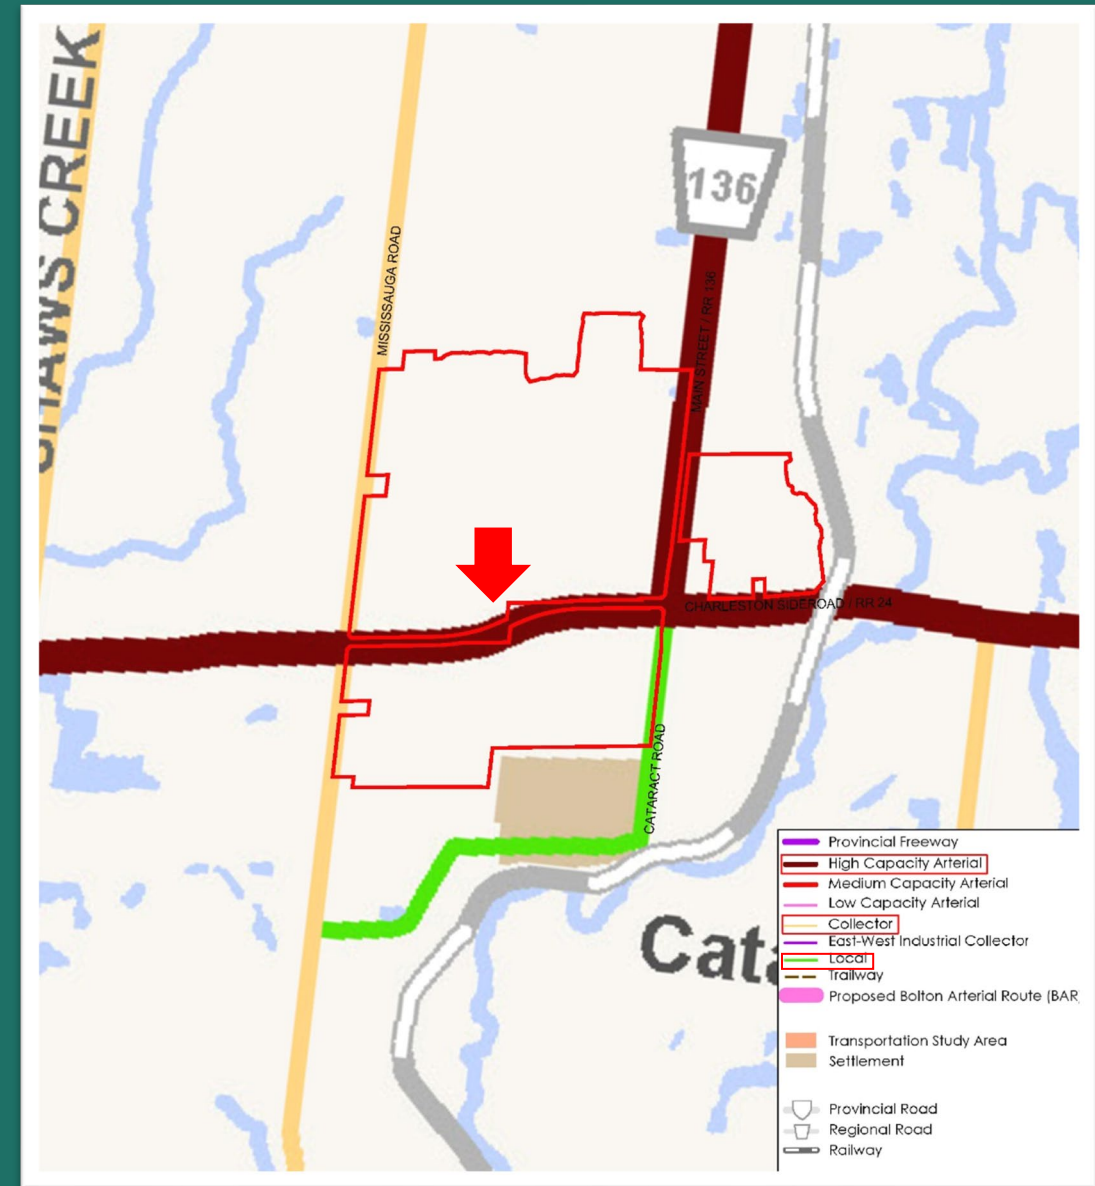 SHAWS CREEK
136
MISSISSAUGA ROAD
MAIN STREET / RR 136
CHARLESTON SIDEROAD / RR 24
CATARACT ROAD
Cata
Provincial Freeway
High Capacity Arterial
Medium Capacity Arterial
Low Capacity Arterial
Collector
East-West Industrial Collector
Local
Trailway
Proposed Bolton Arterial Route (BAR
Transportation Study Area
Settlement
Provincial Road
Regional Road
Railway